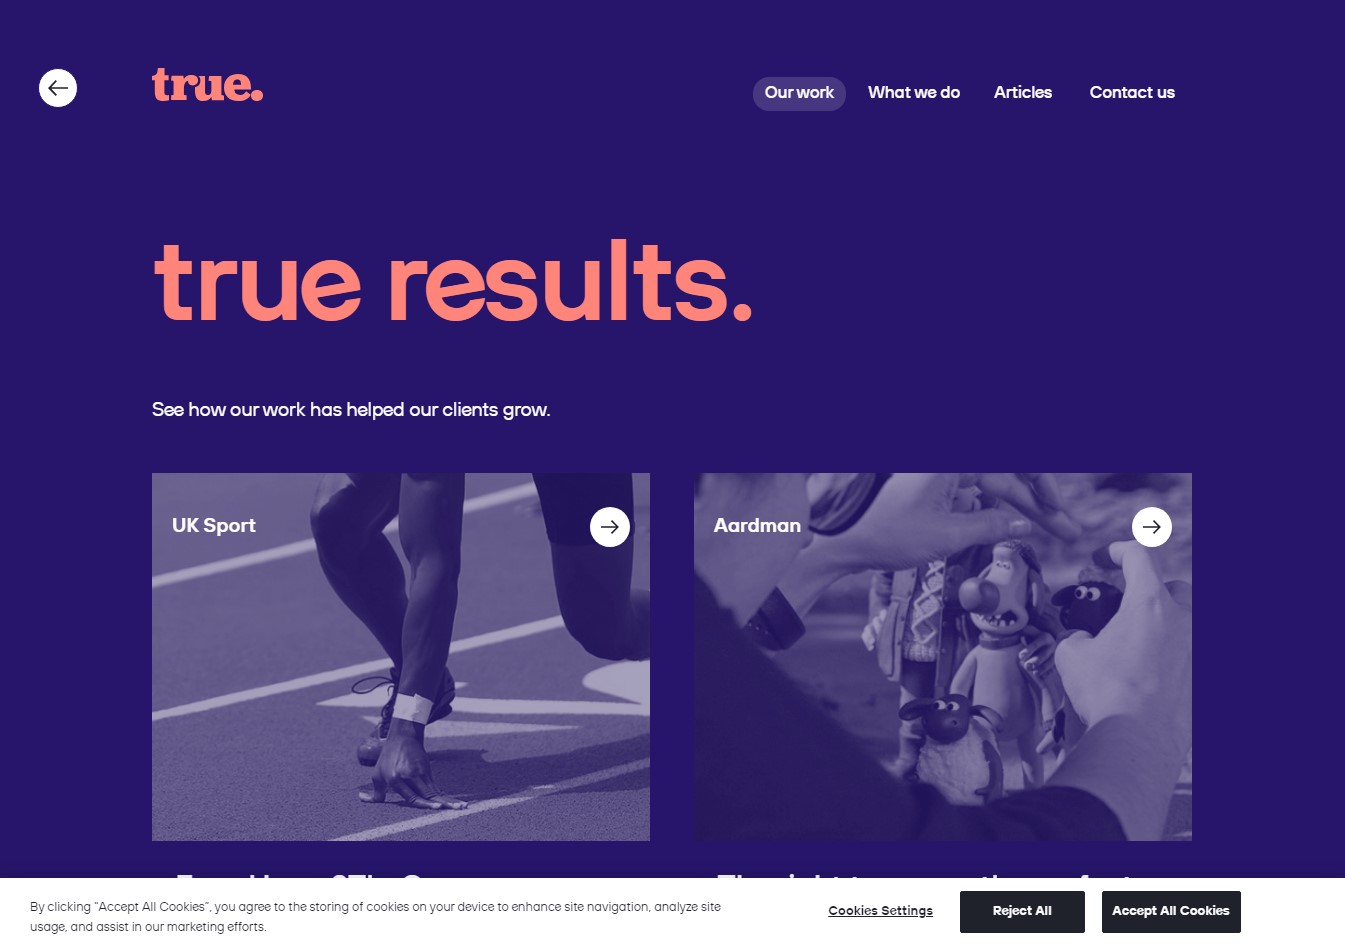 true.
Our work
What we do
Articles
Contact us
true results.
See how our work has helped our clients grow.
UK Sport
Aardman
By clicking “Accept All Cookies”, you agree to the storing of cookies on your device to enhance site navigation, analyze site
usage, and assist in our marketing efforts.
Cookies Settings
Reject All
Accept All Cookies